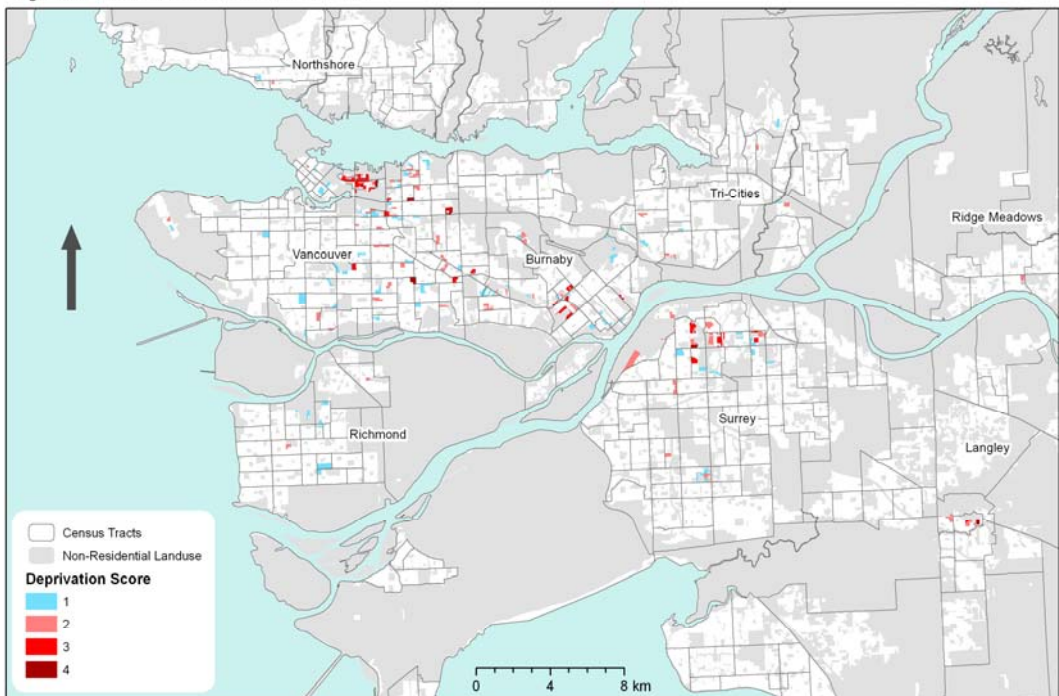 Northshore
Tri-Cities
Ridge Meadows
Vancouver
Burnaby
Surrey
Richmond
Langley
Census Tracts
Non-Residential Landuse
Deprivation Score
1
2
3
4
0 4 8 km